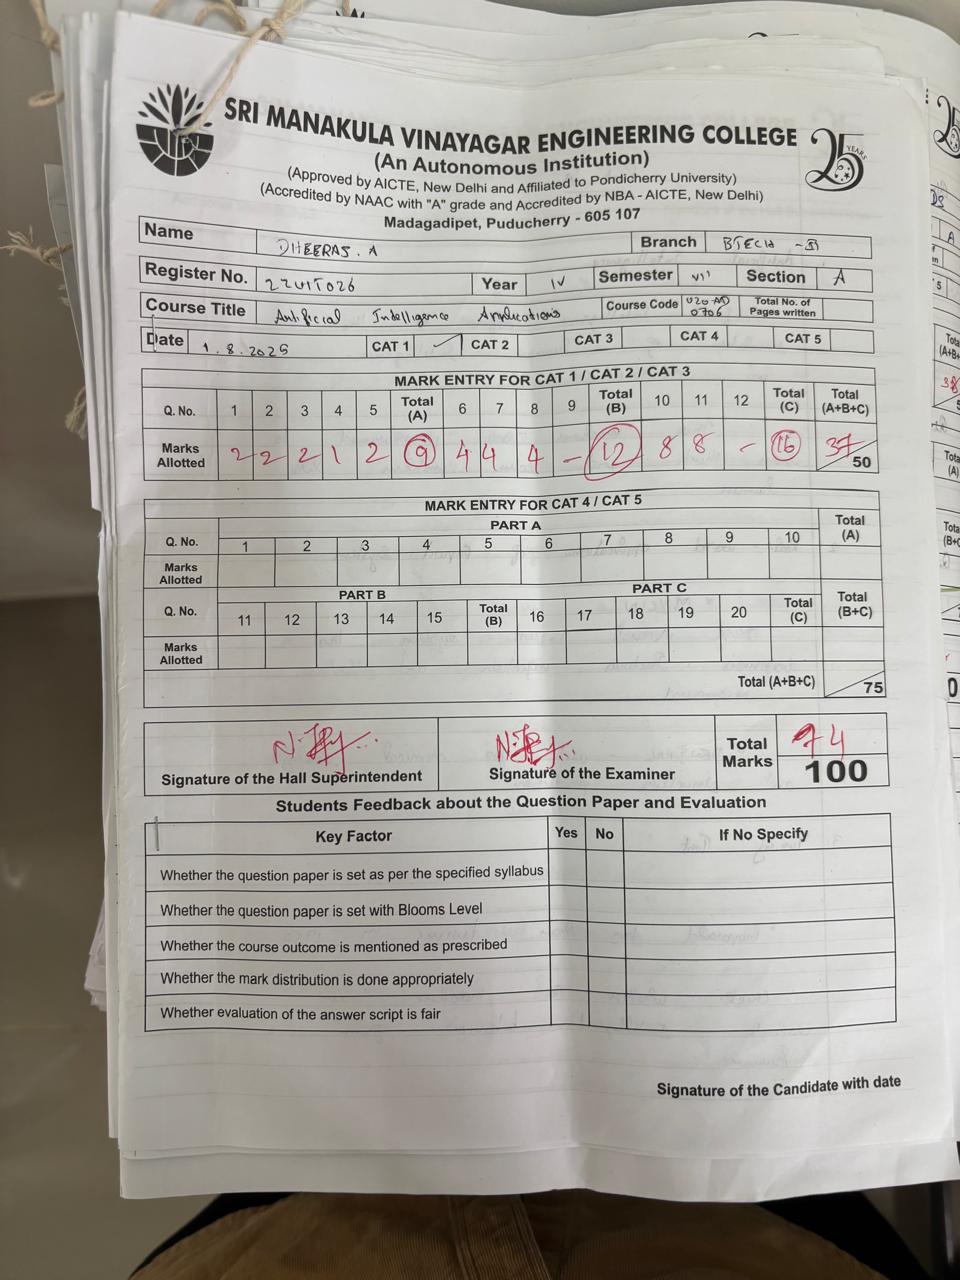 SRI MANAKULA VINAYAGAR ENGINEERING COLLEGE
(An Autonomous Institution)
(Approved by AICTE, New Delhi and Affiliated to Pondicherry University)
(Accredited by NAAC with "A" grade and Accredited by NBA - AICTE, New Delhi)
Madagadipet, Puducherry - 605 107
25 YEARS
Name DHEERAS. A Branch BTECH
Register No. 22UIT026 Year IV Semester VII Section A
Course Title Artificial Intelligence Applications Course Code U20AD 0706 Total No. of Pages written
Date 1.8.2025 CAT 1 ✓ CAT 2 CAT 3 CAT 4 CAT 5
MARK ENTRY FOR CAT 1 / CAT 2 / CAT 3
Q. No. 1 2 3 4 5 Total (A) 6 7 8 9 Total (B) 10 11 12 Total (C) Total (A+B+C)
Marks Allotted 2 2 2 1 2 9 4 4 4 - 12 8 8 - 16 37/50
MARK ENTRY FOR CAT 4 / CAT 5
PART A
Q. No. 1 2 3 4 5 6 7 8 9 10 Total (A)
Marks Allotted
PART B PART C
Q. No. 11 12 13 14 15 Total (B) 16 17 18 19 20 Total (C) Total (B+C)
Marks Allotted
Total (A+B+C) 75
Signature of the Hall Superintendent Signature of the Examiner Total Marks 74 100
Students Feedback about the Question Paper and Evaluation
Key Factor Yes No If No Specify
Whether the question paper is set as per the specified syllabus
Whether the question paper is set with Blooms Level
Whether the course outcome is mentioned as prescribed
Whether the mark distribution is done appropriately
Whether evaluation of the answer script is fair
Signature of the Candidate with date